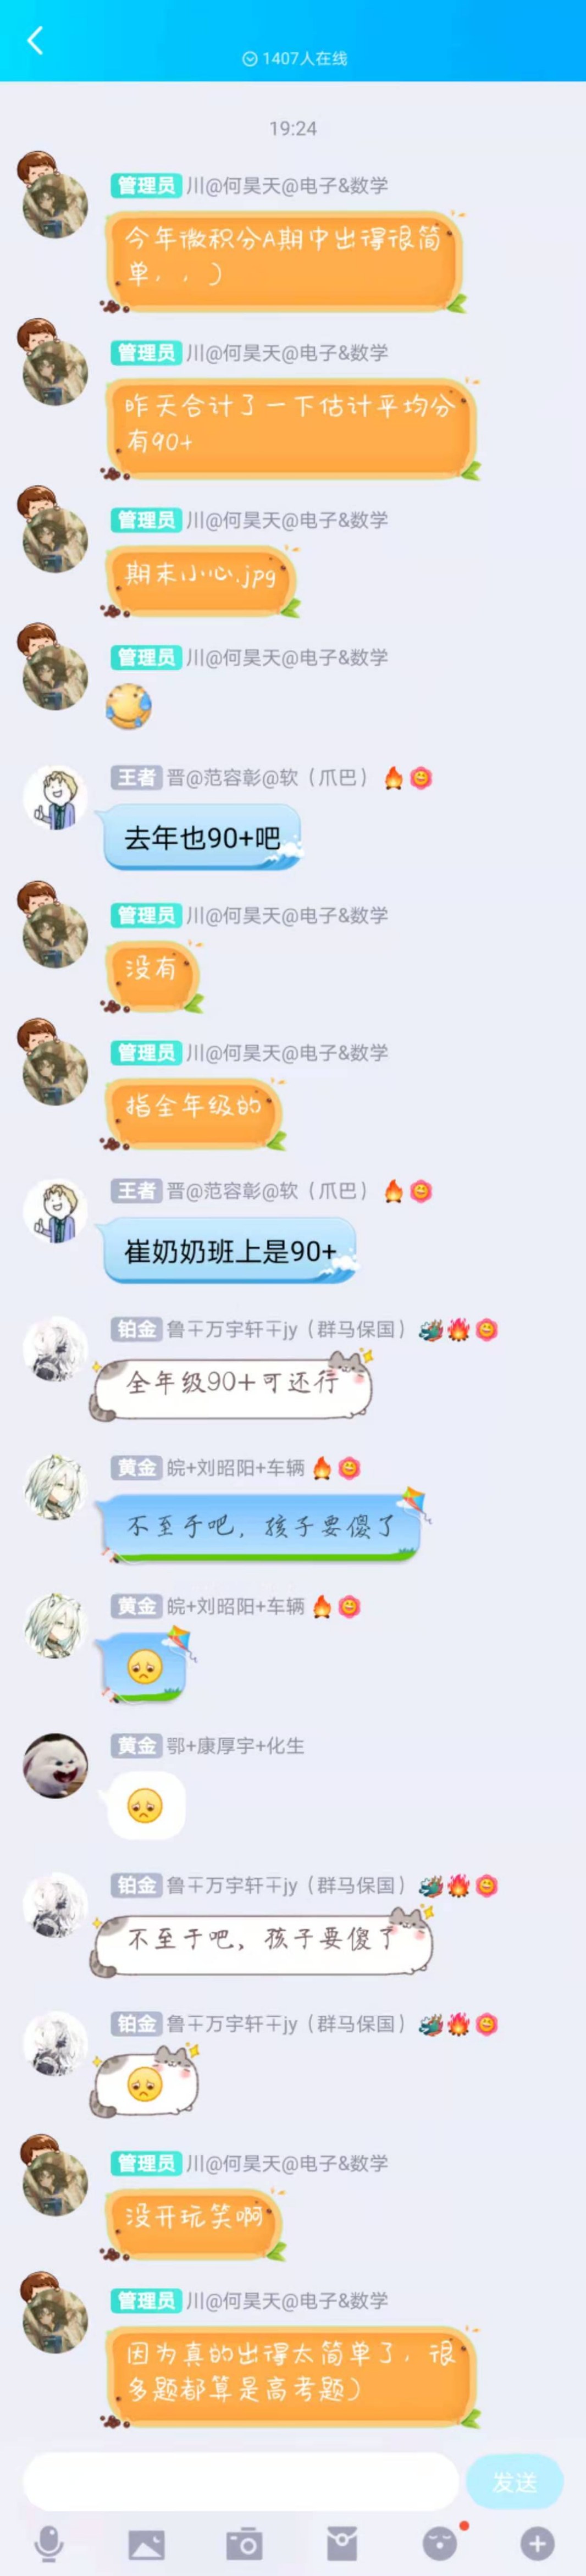 1407人在线
19:24
管理员 川@何昊天@电子&数学
今年微积分A期中出得很简
单，，）
管理员 川@何昊天@电子&数学
昨天合计了一下估计平均分
有90+
管理员 川@何昊天@电子&数学
期末小心.jpg
管理员 川@何昊天@电子&数学
王者 晋@范容彰@软（爪巴）
去年也90+吧
管理员 川@何昊天@电子&数学
没有
管理员 川@何昊天@电子&数学
指全年级的
王者 晋@范容彰@软（爪巴）
崔奶奶班上是90+
铂金 鲁干万宇轩干jy（群马保国）
全年级90+可还行
黄金 皖+刘昭阳+车辆
不至于吧，孩子要傻了
黄金 皖+刘昭阳+车辆
黄金 鄂+康厚宇+化生
铂金 鲁干万宇轩干jy（群马保国）
不至于吧，孩子要傻了
铂金 鲁干万宇轩干jy（群马保国）
管理员 川@何昊天@电子&数学
没开玩笑啊
管理员 川@何昊天@电子&数学
因为真的出得太简单了，很
多题都算是高考题）
发送